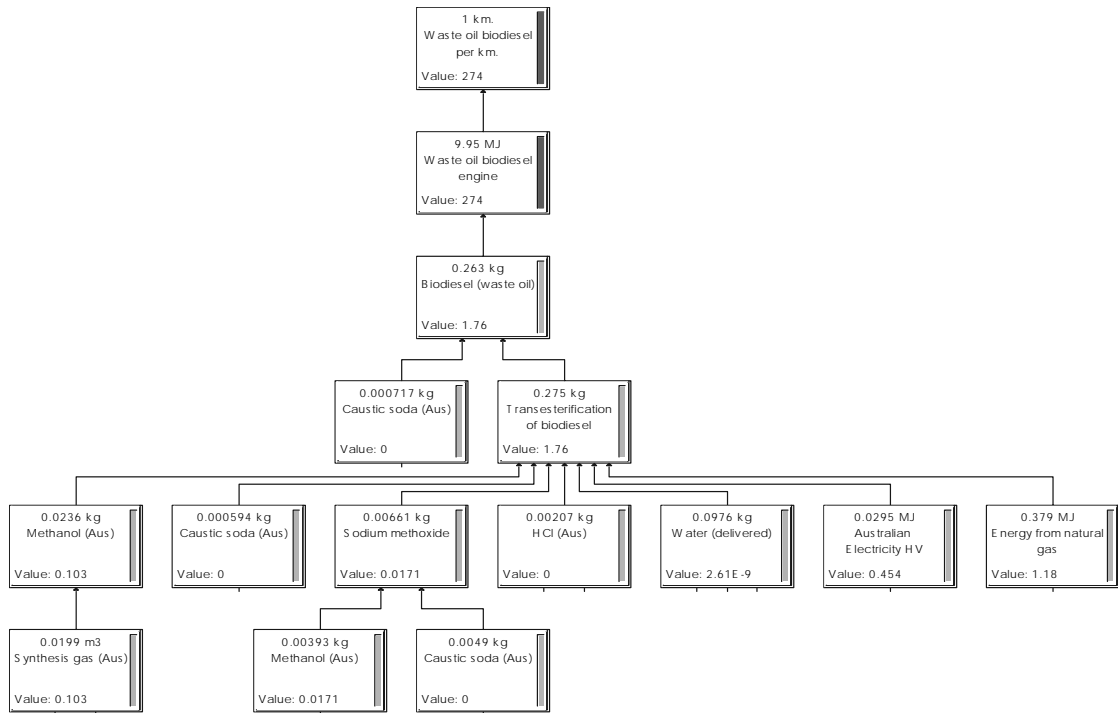 1 km.
Waste oil biodiesel
per km.
Value: 274
9.95 MJ
Waste oil biodiesel
engine
Value: 274
0.263 kg
Biodiesel (waste oil)
Value: 1.76
0.000717 kg
Caustic soda (Aus)
Value: 0
0.275 kg
Transesterification
of biodiesel
Value: 1.76
0.0236 kg
Methanol (Aus)
Value: 0.103
0.000594 kg
Caustic soda (Aus)
Value: 0
0.00661 kg
Sodium methoxide
Value: 0.0171
0.00207 kg
HCl (Aus)
Value: 0
0.0976 kg
Water (delivered)
Value: 2.61E-9
0.0295 MJ
Australian
Electricity HV
Value: 0.454
0.379 MJ
Energy from natural
gas
Value: 1.18
0.0199 m3
Synthesis gas (Aus)
Value: 0.103
0.00393 kg
Methanol (Aus)
Value: 0.0171
0.0049 kg
Caustic soda (Aus)
Value: 0